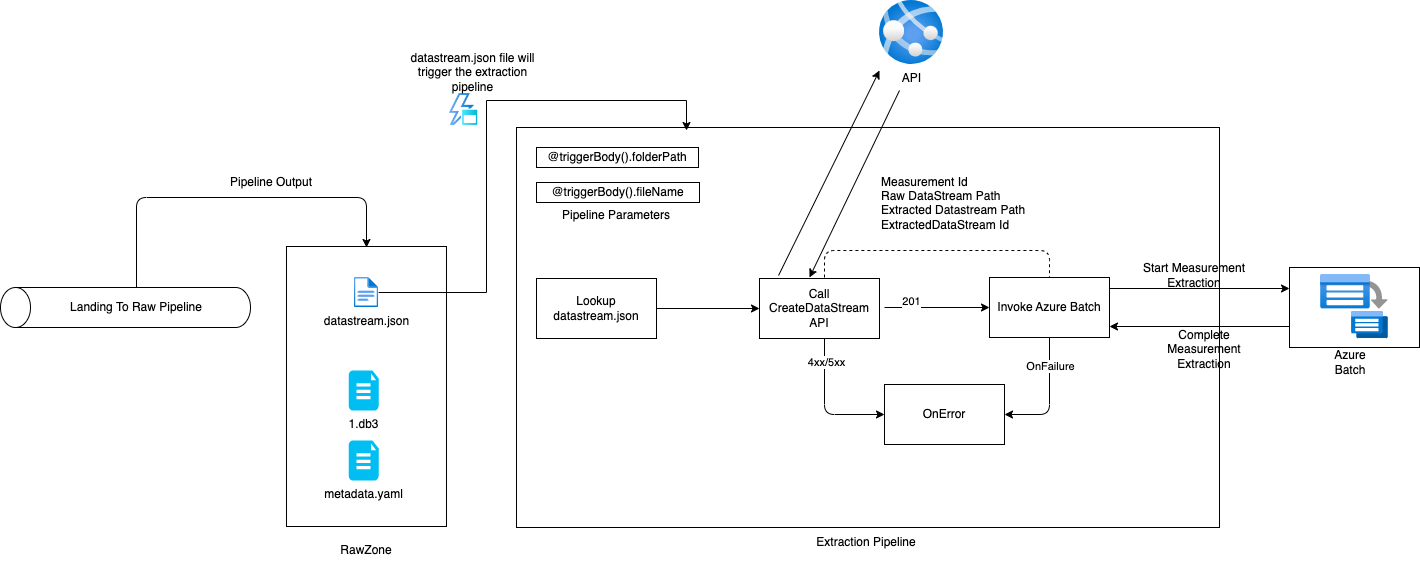 datastream.json file will
trigger the extraction
pipeline
API
@triggerBody().folderPath
@triggerBody().fileName
Pipeline Parameters
Pipeline Output
Measurement Id
Raw DataStream Path
Extracted Datastream Path
ExtractedDataStream Id
Landing To Raw Pipeline
datastream.json
1.db3
metadata.yaml
RawZone
Lookup
datastream.json
Call
CreateDataStream
API
201
Invoke Azure Batch
Start Measurement
Extraction
Complete
Measurement
Extraction
Azure
Batch
4xx/5xx
OnFailure
OnError
Extraction Pipeline